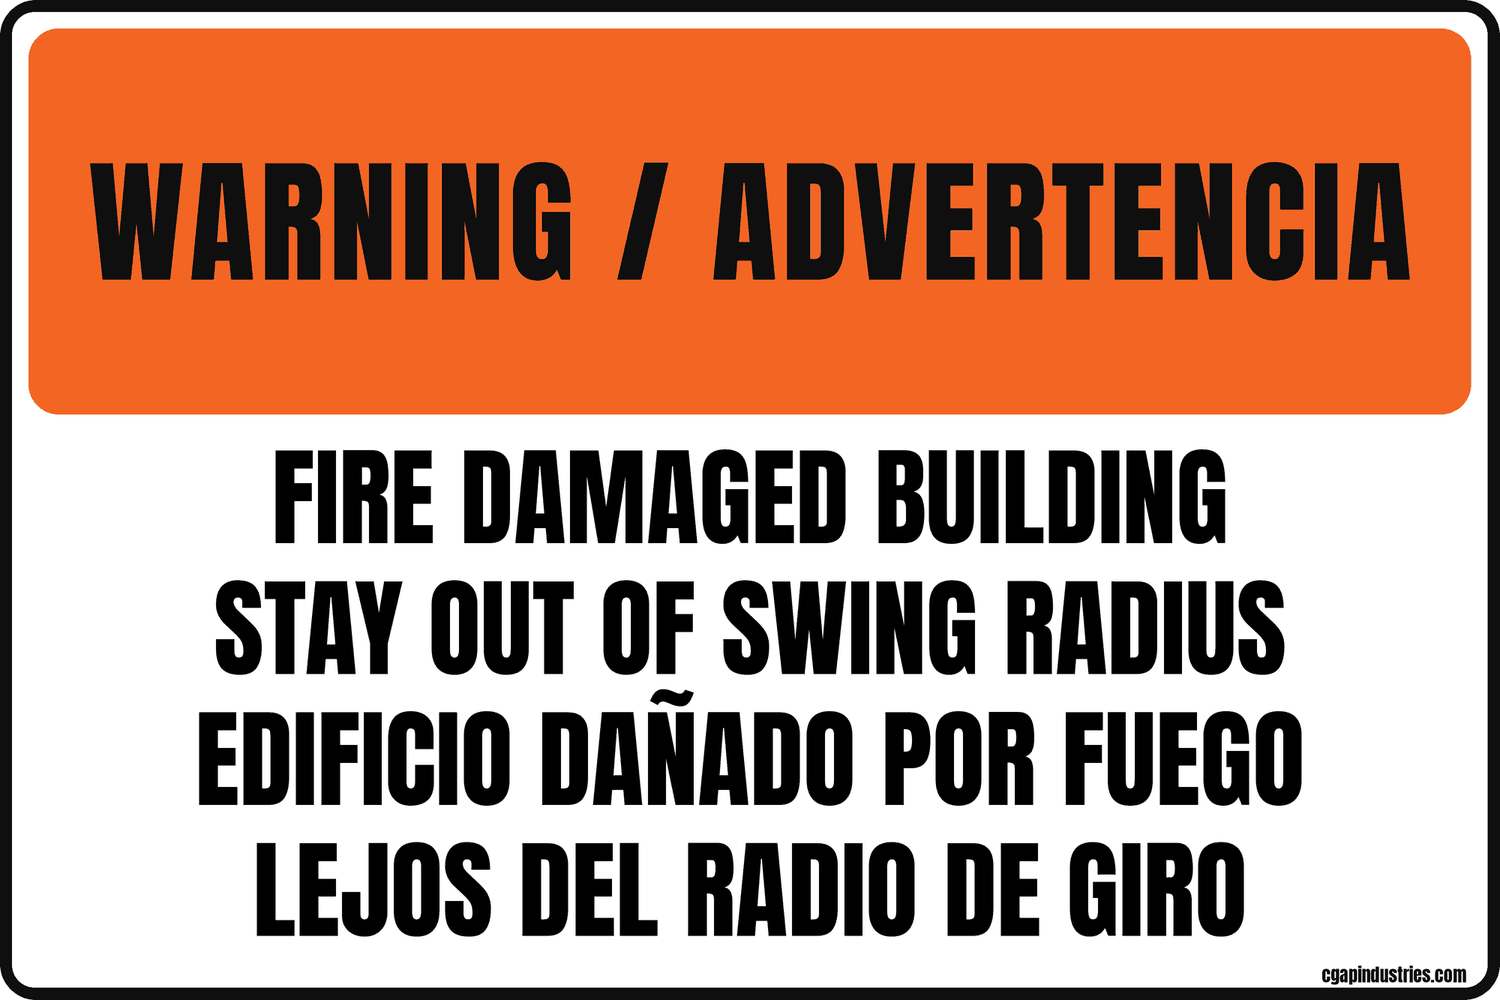 WARNING / ADVERTENCIA
FIRE DAMAGED BUILDING
STAY OUT OF SWING RADIUS
EDIFICIO DAÑADO POR FUEGO
LEJOS DEL RADIO DE GIRO
cgapindustries.com